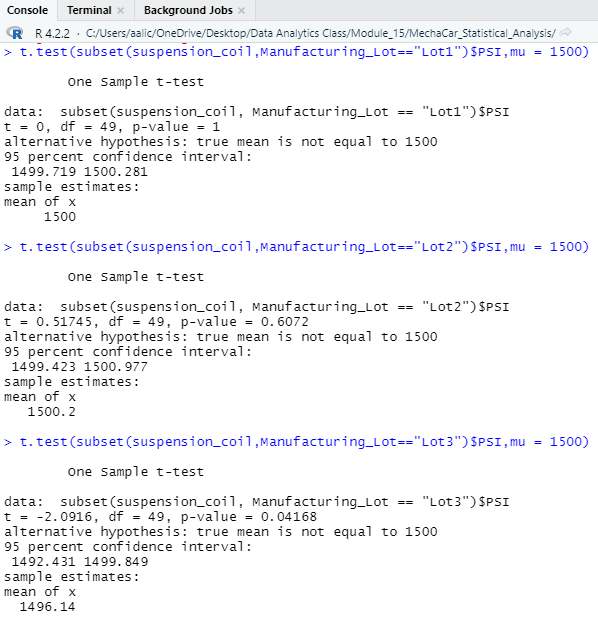 Console Terminal × Background Jobs ×
R 4.2.2 · C:/Users/aalic/OneDrive/Desktop/Data Analytics Class/Module_15/MechaCar_Statistical_Analysis/
> t.test(subset(suspension_coil,Manufacturing_Lot=="Lot1")$PSI,mu = 1500)
One Sample t-test
data:  subset(suspension_coil, Manufacturing_Lot == "Lot1")$PSI
t = 0, df = 49, p-value = 1
alternative hypothesis: true mean is not equal to 1500
95 percent confidence interval:
1499.719 1500.281
sample estimates:
mean of x
1500
> t.test(subset(suspension_coil,Manufacturing_Lot=="Lot2")$PSI,mu = 1500)
One Sample t-test
data:  subset(suspension_coil, Manufacturing_Lot == "Lot2")$PSI
t = 0.51745, df = 49, p-value = 0.6072
alternative hypothesis: true mean is not equal to 1500
95 percent confidence interval:
1499.423 1500.977
sample estimates:
mean of x
1500.2
> t.test(subset(suspension_coil,Manufacturing_Lot=="Lot3")$PSI,mu = 1500)
One Sample t-test
data:  subset(suspension_coil, Manufacturing_Lot == "Lot3")$PSI
t = -2.0916, df = 49, p-value = 0.04168
alternative hypothesis: true mean is not equal to 1500
95 percent confidence interval:
1492.431 1499.849
sample estimates:
mean of x
1496.14